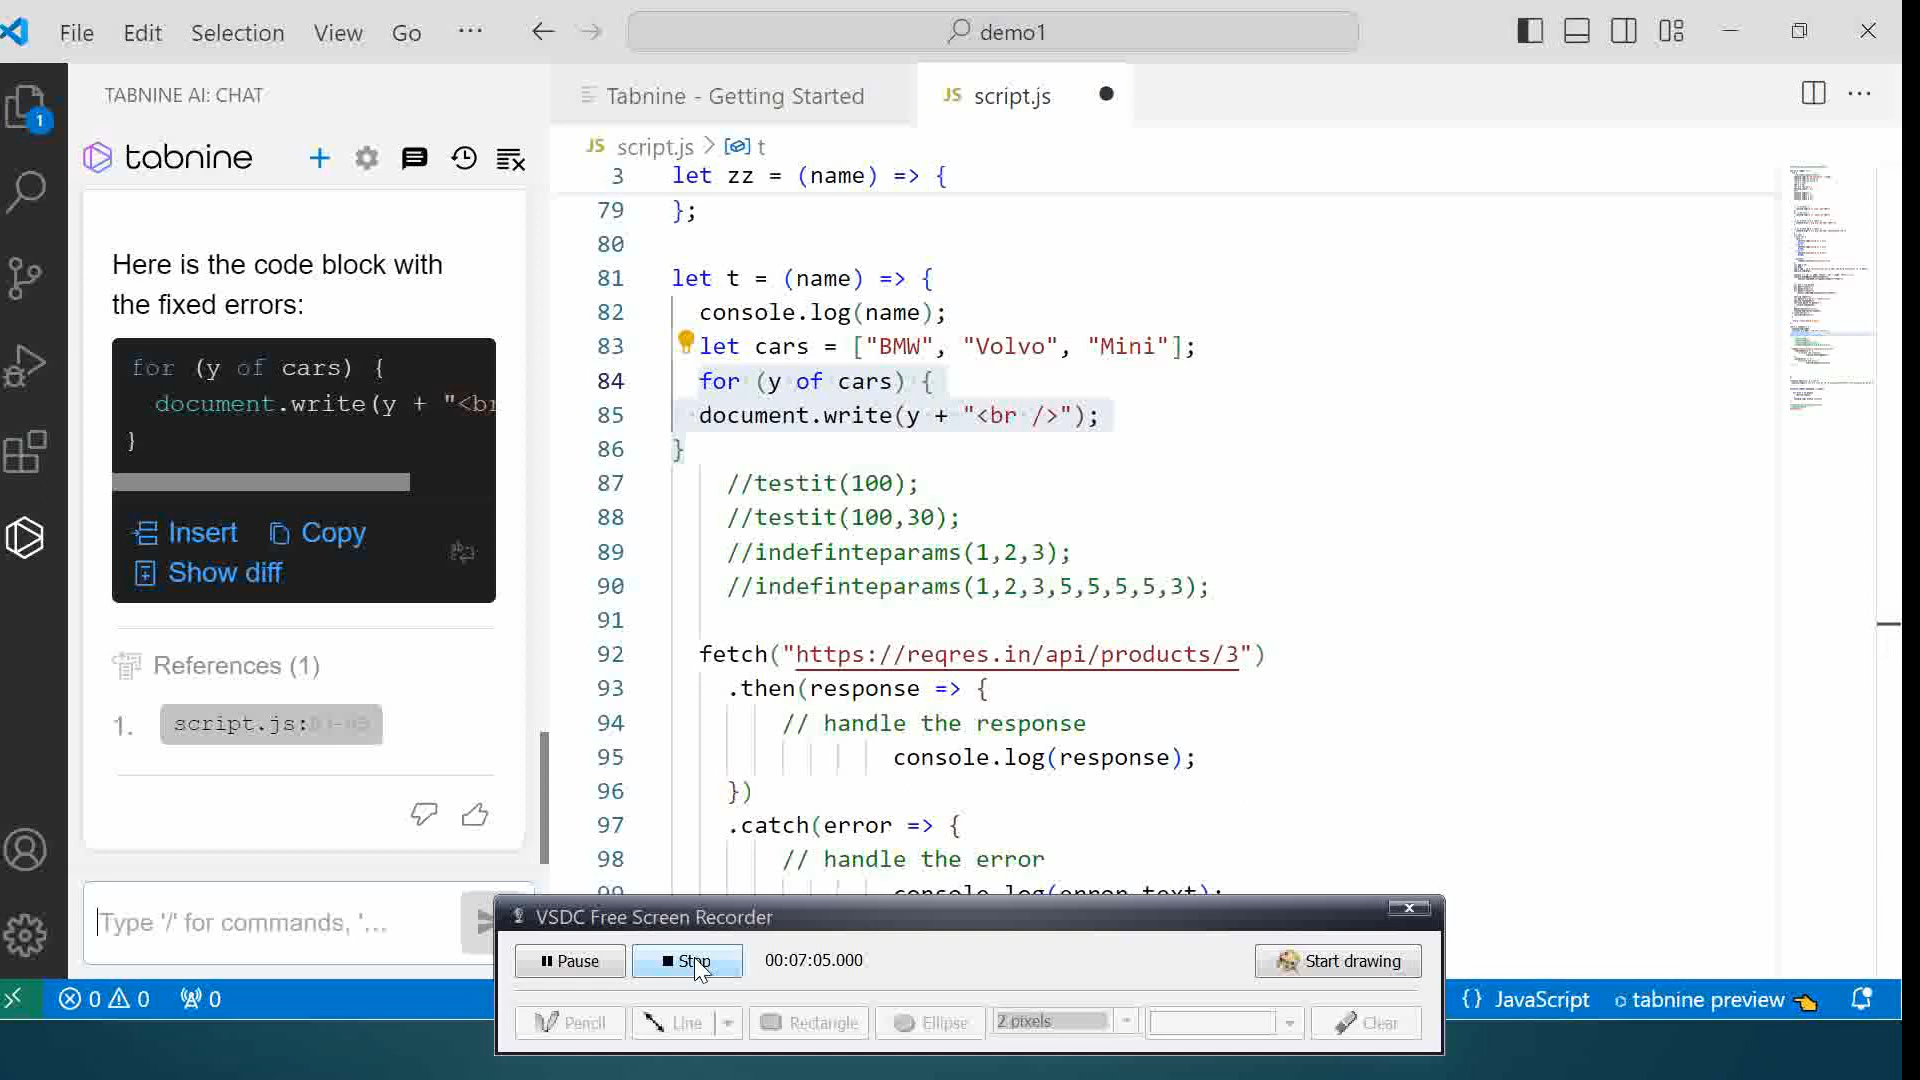 File Edit Selection View Go ···
demo1
TABNINE AI: CHAT
tabnine
Here is the code block with
the fixed errors:
for (y of cars) {
document.write(y + "<br
}
Insert Copy
Show diff
References (1)
1. script.js:
Type '/' for commands, '...
Tabnine - Getting Started
JS script.js
JS script.js > t
3 let zz = (name) => {
79 };
80
81 let t = (name) => {
82 console.log(name);
83 let cars = ["BMW", "Volvo", "Mini"];
84 for (y of cars) {
85 document.write(y + "<br />");
86 }
87 //testit(100);
88 //testit(100,30);
89 //indefinteparams(1,2,3);
90 //indefinteparams(1,2,3,5,5,5,5,3);
91
92 fetch("https://reqres.in/api/products/3")
93 .then(response => {
94 // handle the response
95 console.log(response);
96 })
97 .catch(error => {
98 // handle the error
99 console.log(error.text);
VSDC Free Screen Recorder
Pause Stop 00:07:05.000 Start drawing
Pencil Line Rectangle Ellipse 2 pixels Clear
0 0 0
{} JavaScript tabnine preview
1